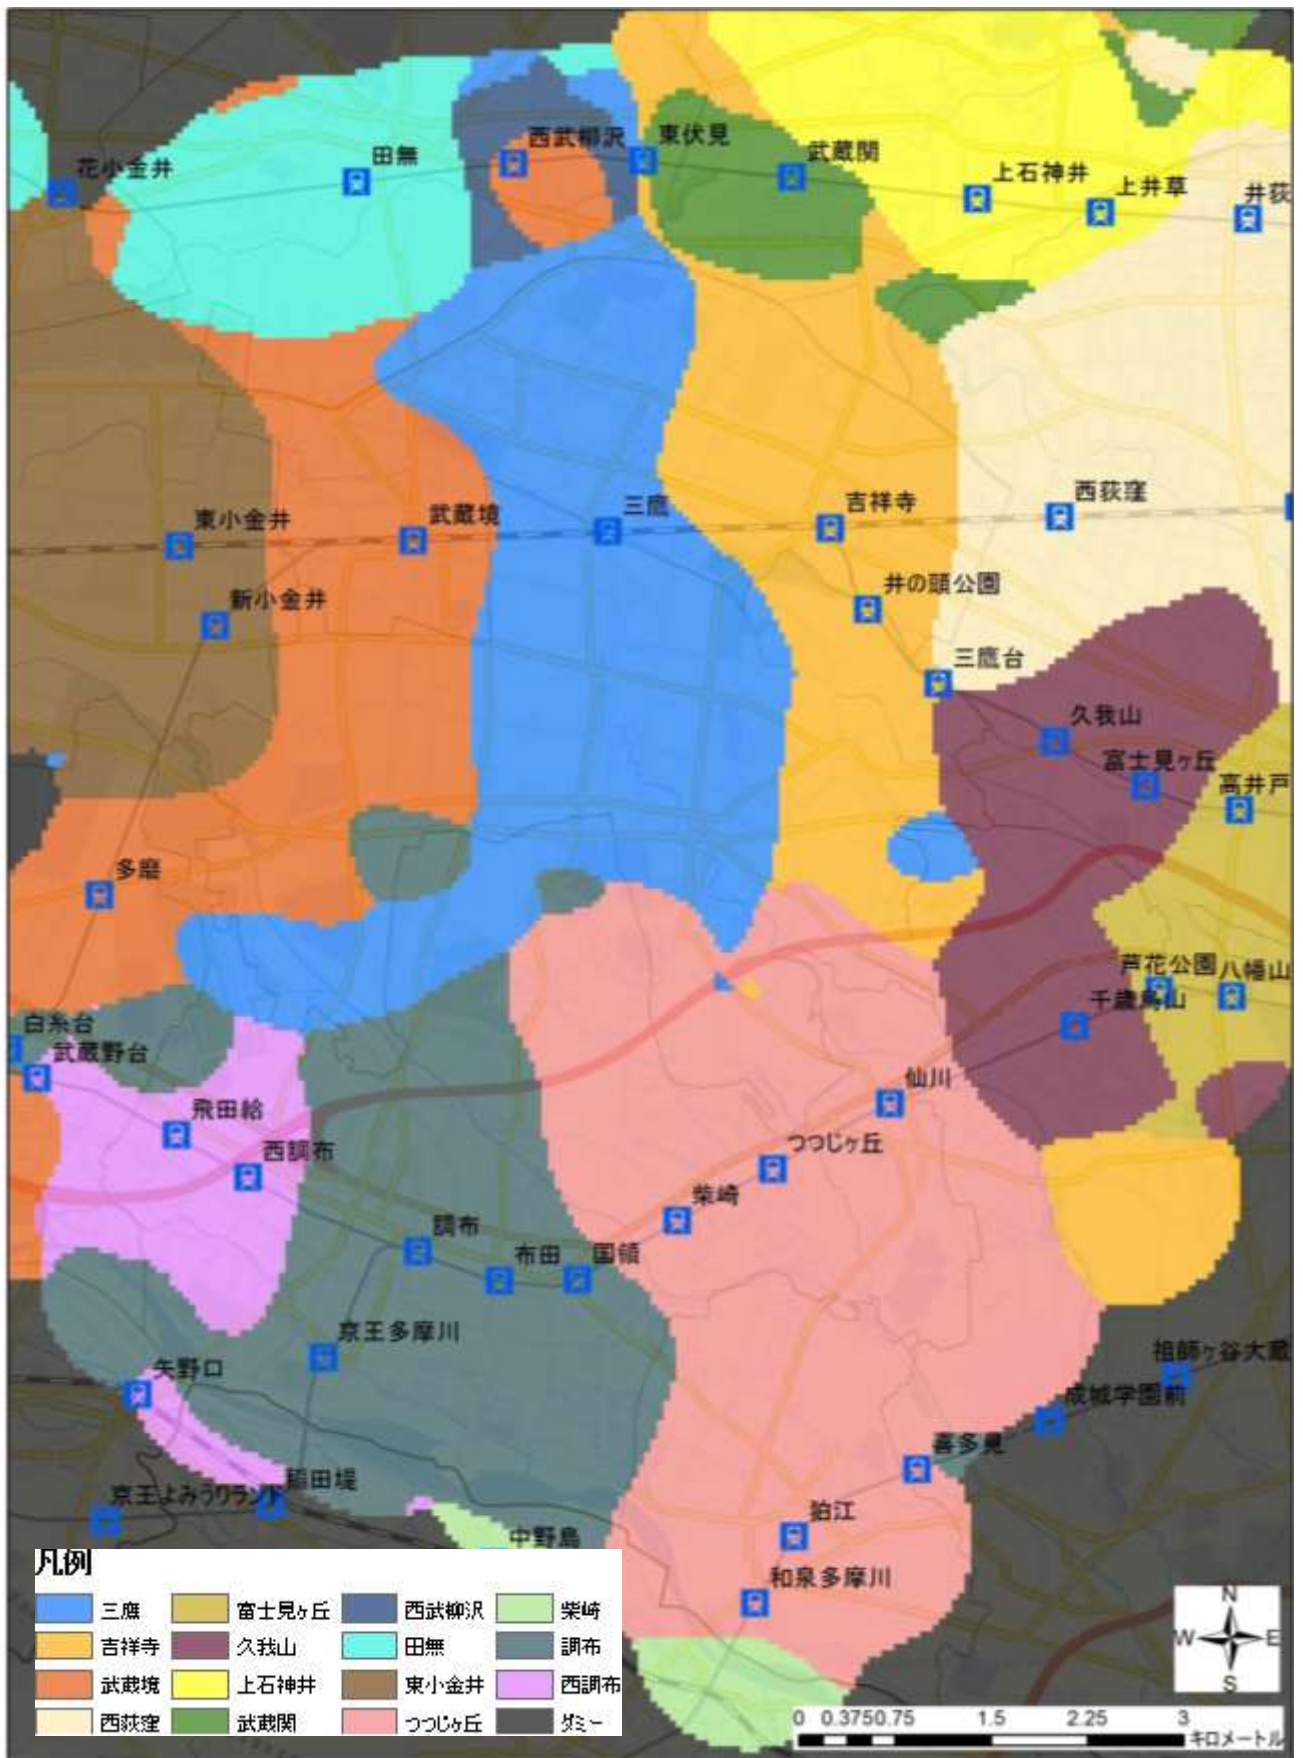 花小金井
田無
西武柳沢
東伏見
武蔵関
上石神井
上井草
井荻
東小金井
武蔵境
三鷹
吉祥寺
西荻窪
新小金井
井の頭公園
三鷹台
久我山
富士見ヶ丘
高井戸
多磨
芦花公園
八幡山
千歳烏山
白糸台
武蔵野台
飛田給
西調布
仙川
つつじヶ丘
柴崎
調布
布田
国領
京王多摩川
矢野口
祖師ヶ谷大蔵
成城学園前
喜多見
稲田堤
京王よみうりランド
狛江
中野島
和泉多摩川
凡例
三鷹 富士見ヶ丘 西武柳沢 柴崎
吉祥寺 久我山 田無 調布
武蔵境 上石神井 東小金井 西調布
西荻窪 武蔵関 つつじヶ丘 ダミー
N
W E
S
0 0.375 0.75 1.5 2.25 3
キロメートル